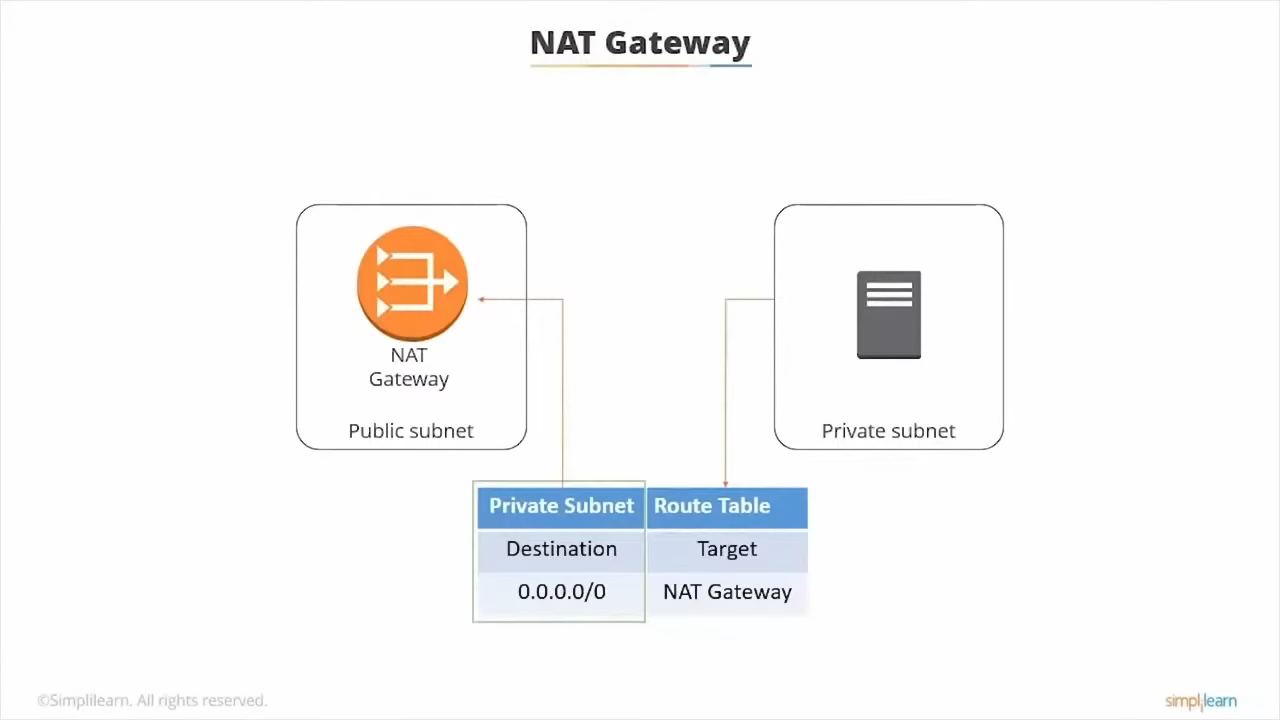 NAT Gateway
NAT
Gateway
Public subnet
Private subnet
Private Subnet Route Table
Destination Target
0.0.0.0/0 NAT Gateway
©Simplilearn. All rights reserved.
simplilearn